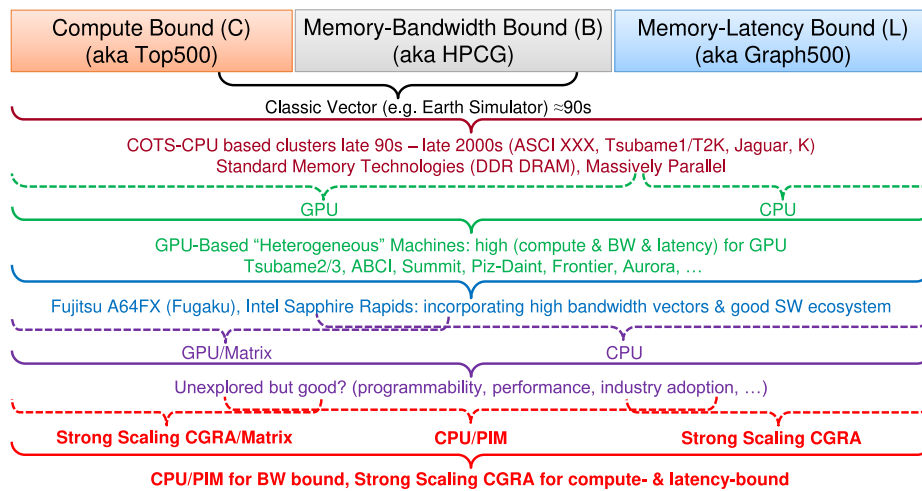 Compute Bound (C)
(aka Top500)
Memory-Bandwidth Bound (B)
(aka HPCG)
Memory-Latency Bound (L)
(aka Graph500)
Classic Vector (e.g. Earth Simulator) ≈90s
COTS-CPU based clusters late 90s – late 2000s (ASCI XXX, Tsubame1/T2K, Jaguar, K)
Standard Memory Technologies (DDR DRAM), Massively Parallel
GPU
CPU
GPU-Based “Heterogeneous” Machines: high (compute & BW & latency) for GPU
Tsubame2/3, ABCI, Summit, Piz-Daint, Frontier, Aurora, …
Fujitsu A64FX (Fugaku), Intel Sapphire Rapids: incorporating high bandwidth vectors & good SW ecosystem
GPU/Matrix
CPU
Unexplored but good? (programmability, performance, industry adoption, …)
Strong Scaling CGRA/Matrix
CPU/PIM
Strong Scaling CGRA
CPU/PIM for BW bound, Strong Scaling CGRA for compute- & latency-bound